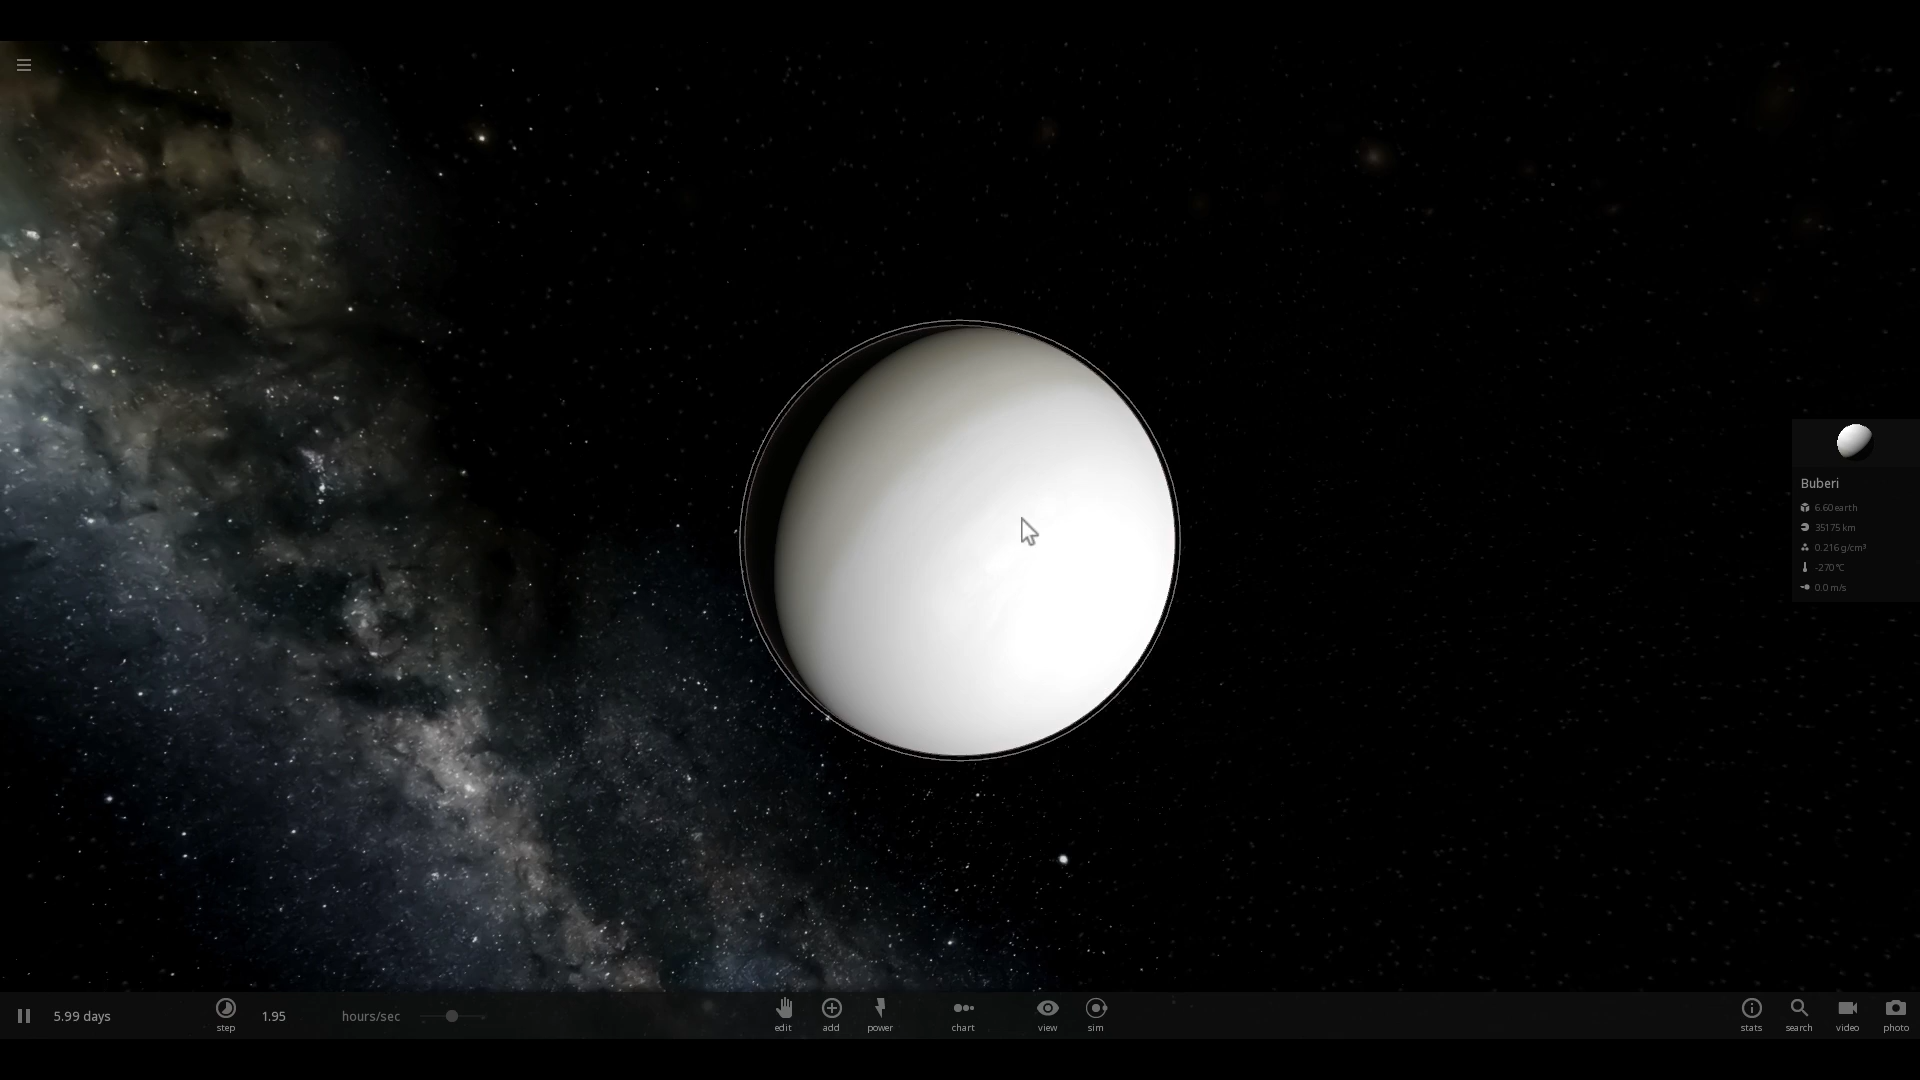 Buberi
6.60 earth
35175 km
0.216 g/cm³
-270 °C
0.0 m/s
5.99 days
step
1.95
hours/sec
edit
add
power
chart
view
sim
stats
search
video
photo